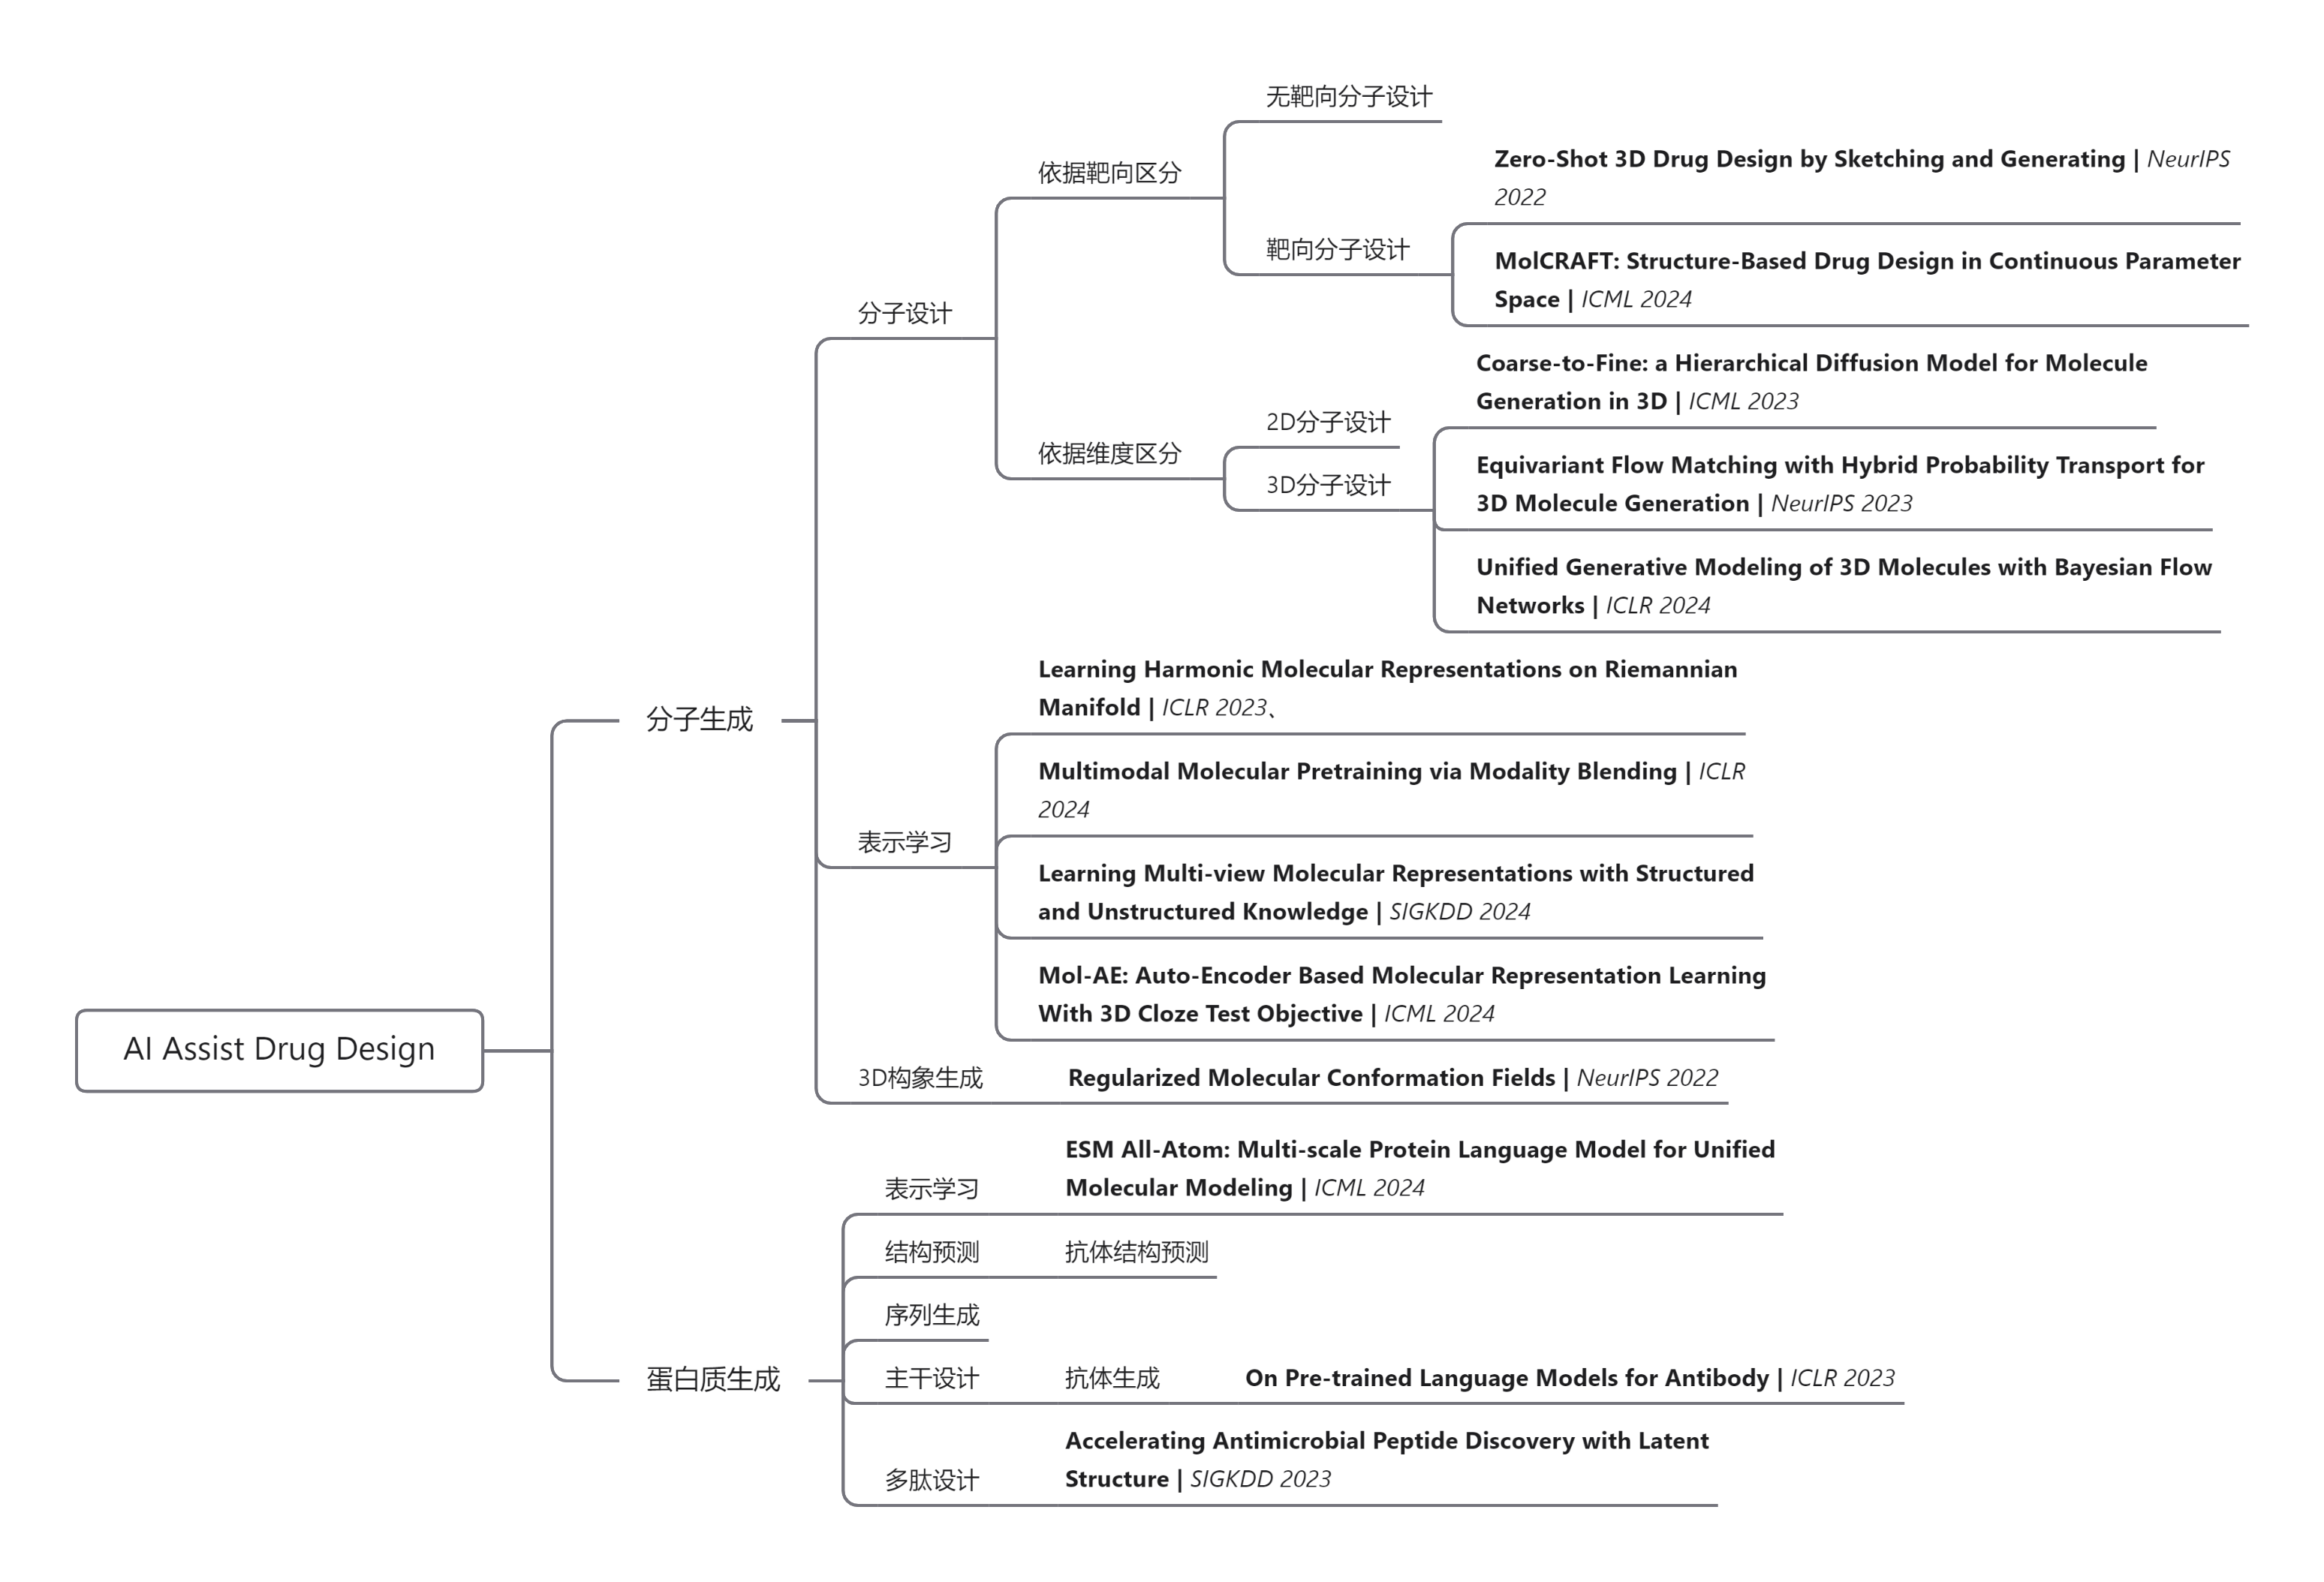 无靶向分子设计
依据靶向区分
Zero-Shot 3D Drug Design by Sketching and Generating | NeurIPS
2022
靶向分子设计
MolCRAFT: Structure-Based Drug Design in Continuous Parameter
Space | ICML 2024
分子设计
Coarse-to-Fine: a Hierarchical Diffusion Model for Molecule
Generation in 3D | ICML 2023
2D分子设计
依据维度区分
3D分子设计
Equivariant Flow Matching with Hybrid Probability Transport for
3D Molecule Generation | NeurIPS 2023
Unified Generative Modeling of 3D Molecules with Bayesian Flow
Networks | ICLR 2024
Learning Harmonic Molecular Representations on Riemannian
Manifold | ICLR 2023、
分子生成
Multimodal Molecular Pretraining via Modality Blending | ICLR
2024
表示学习
Learning Multi-view Molecular Representations with Structured
and Unstructured Knowledge | SIGKDD 2024
Mol-AE: Auto-Encoder Based Molecular Representation Learning
With 3D Cloze Test Objective | ICML 2024
AI Assist Drug Design
3D构象生成
Regularized Molecular Conformation Fields | NeurIPS 2022
ESM All-Atom: Multi-scale Protein Language Model for Unified
Molecular Modeling | ICML 2024
表示学习
结构预测
抗体结构预测
序列生成
蛋白质生成
主干设计
抗体生成
On Pre-trained Language Models for Antibody | ICLR 2023
Accelerating Antimicrobial Peptide Discovery with Latent
Structure | SIGKDD 2023
多肽设计